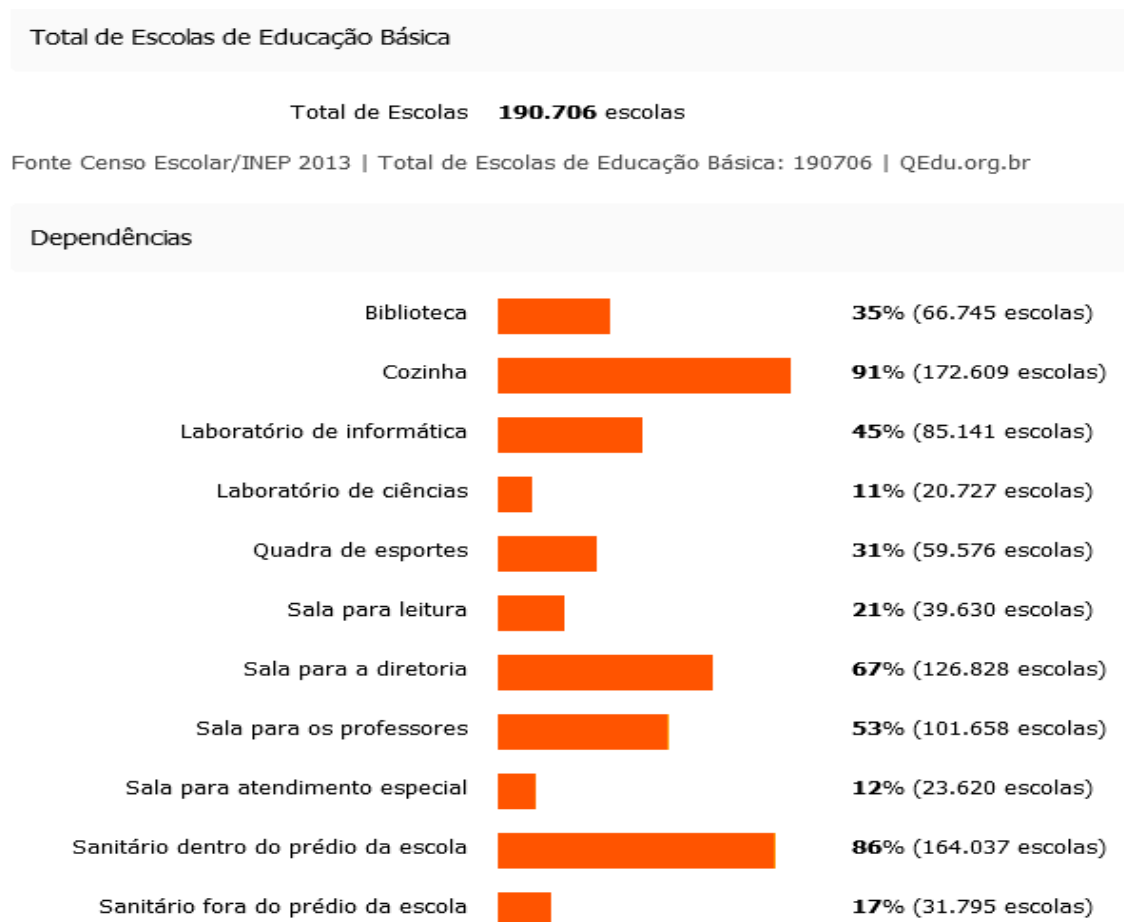 Total de Escolas de Educação Básica
Total de Escolas 190.706 escolas
Fonte Censo Escolar/INEP 2013 | Total de Escolas de Educação Básica: 190706 | QEdu.org.br
Dependências
Biblioteca 35% (66.745 escolas)
Cozinha 91% (172.609 escolas)
Laboratório de informática 45% (85.141 escolas)
Laboratório de ciências 11% (20.727 escolas)
Quadra de esportes 31% (59.576 escolas)
Sala para leitura 21% (39.630 escolas)
Sala para a diretoria 67% (126.828 escolas)
Sala para os professores 53% (101.658 escolas)
Sala para atendimento especial 12% (23.620 escolas)
Sanitário dentro do prédio da escola 86% (164.037 escolas)
Sanitário fora do prédio da escola 17% (31.795 escolas)